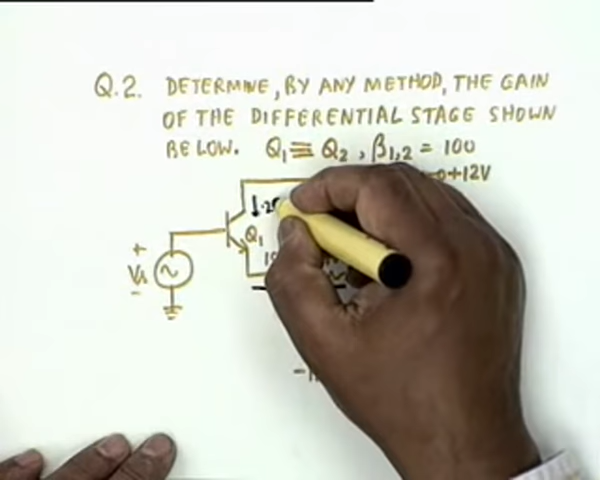 Q.2. DETERMINE, BY ANY METHOD, THE GAIN
OF THE DIFFERENTIAL STAGE SHOWN
BELOW. Q1 ≡ Q2, β1,2 = 100
+12V
Q1
+
~
-